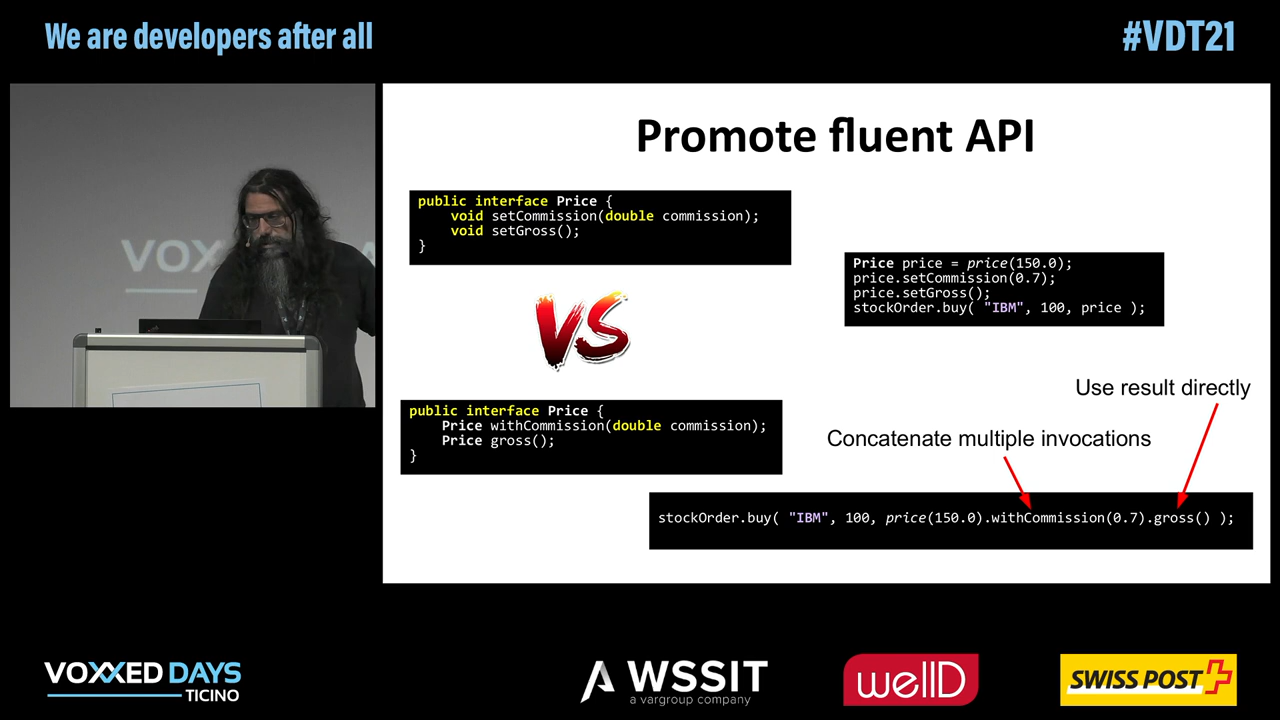 We are developers after all
#VDT21
Promote fluent API
public interface Price {
void setCommission(double commission);
void setGross();
}
Price price = price(150.0);
price.setCommission(0.7);
price.setGross();
stockOrder.buy( "IBM", 100, price );
VS
public interface Price {
Price withCommission(double commission);
Price gross();
}
Use result directly
Concatenate multiple invocations
stockOrder.buy( "IBM", 100, price(150.0).withCommission(0.7).gross() );
VOX
VOXXED DAYS
TICINO
WSSIT
a vargroup company
wellD
SWISS POST